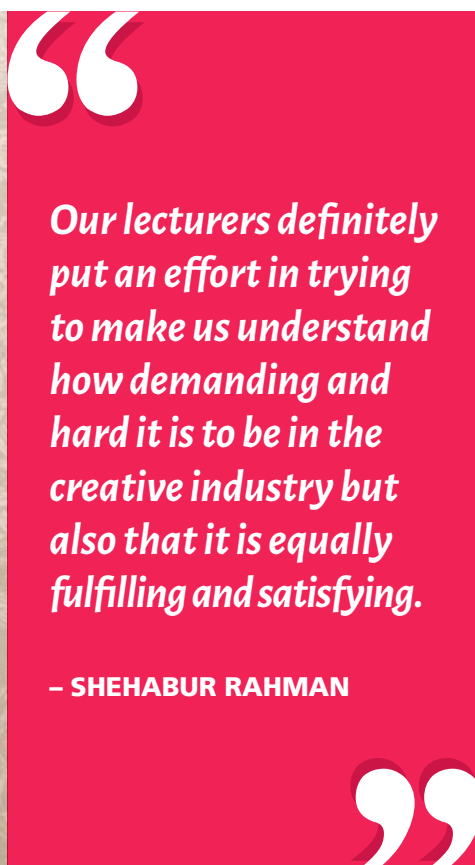 “
Our lecturers definitely
put an effort in trying
to make us understand
how demanding and
hard it is to be in the
creative industry but
also that it is equally
fulfilling and satisfying.
– SHEHABUR RAHMAN
”